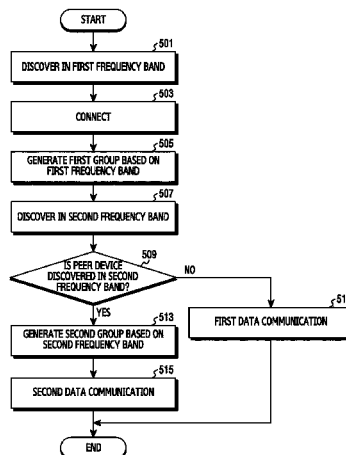 START
501
DISCOVER IN FIRST FREQUENCY BAND
503
CONNECT
505
GENERATE FIRST GROUP BASED ON
FIRST FREQUENCY BAND
507
DISCOVER IN SECOND FREQUENCY BAND
509
IS PEER DEVICE
DISCOVERED IN SECOND
FREQUENCY BAND?
NO
YES
513
GENERATE SECOND GROUP BASED ON
SECOND FREQUENCY BAND
FIRST DATA COMMUNICATION
515
SECOND DATA COMMUNICATION
END